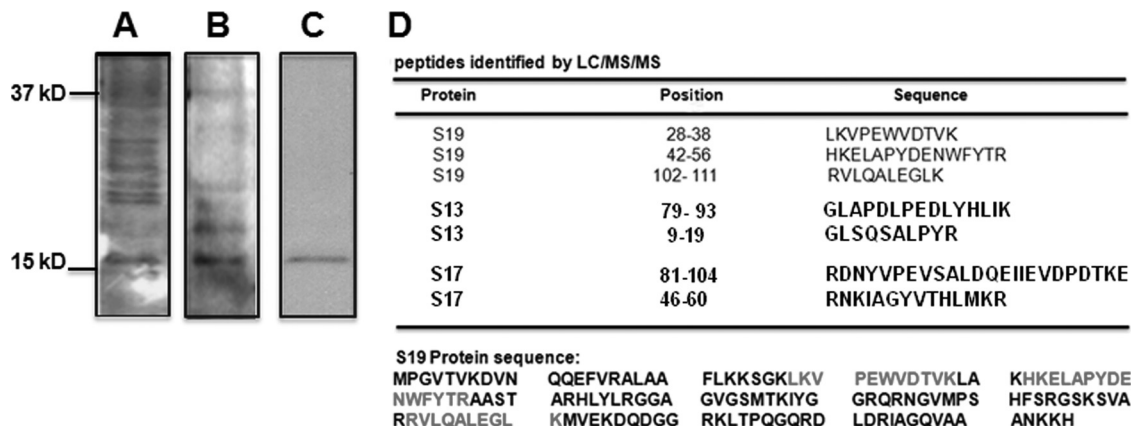 A B C D
37 kD
15 kD
peptides identified by LC/MS/MS
Protein Position Sequence
S19 28-38 LKVPEWVDTVK
S19 42-56 HKELAPYDENWFYTR
S19 102- 111 RVLQALEGLK
S13 79- 93 GLAPDLPEDLYHLIK
S13 9-19 GLSQSALPYR
S17 81-104 RDNYVPEVSALDQEIIEVDPDTKE
S17 46-60 RNKIAGYVTHLMKR
S19 Protein sequence:
MPGVTVKDVN QQEFVRALAA FLKKSGKLKV PEWVDTVKLA KHKELAPYDE
NWFYTRAAST ARHLYLRGGA GVGSMTKIYG GRQRNGVMPS HFSRGSKSVA
RRVLQALEGL KMVEKDQDGG RKLTPQGQRD LDRIAGQVAA ANKKH